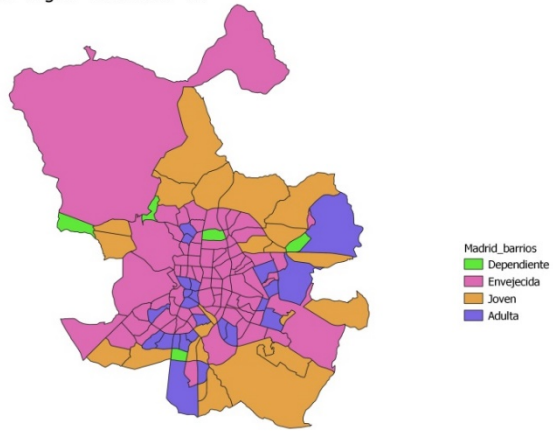 Madrid_barrios
Dependiente
Envejecida
Joven
Adulta